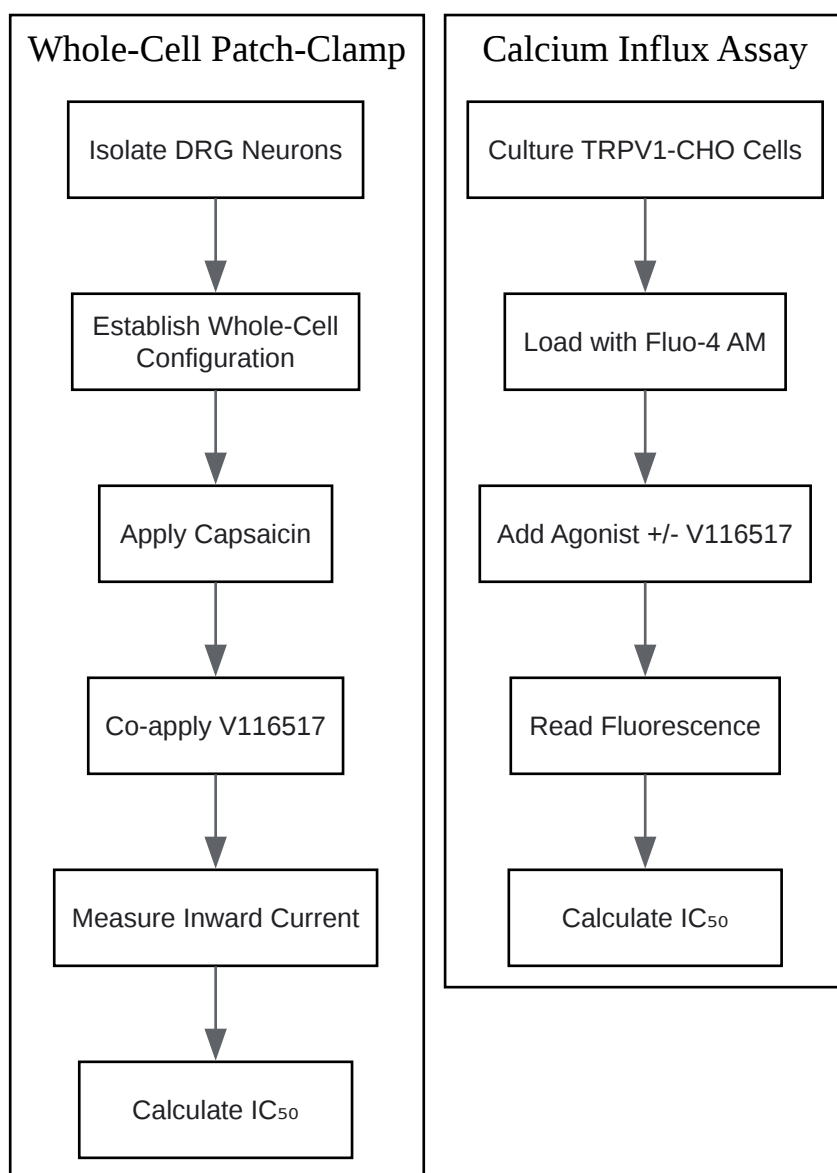 Whole-Cell Patch-Clamp
Isolate DRG Neurons
Establish Whole-Cell
Configuration
Apply Capsaicin
Co-apply V116517
Measure Inward Current
Calculate IC₅₀
Calcium Influx Assay
Culture TRPV1-CHO Cells
Load with Fluo-4 AM
Add Agonist +/- V116517
Read Fluorescence
Calculate IC₅₀